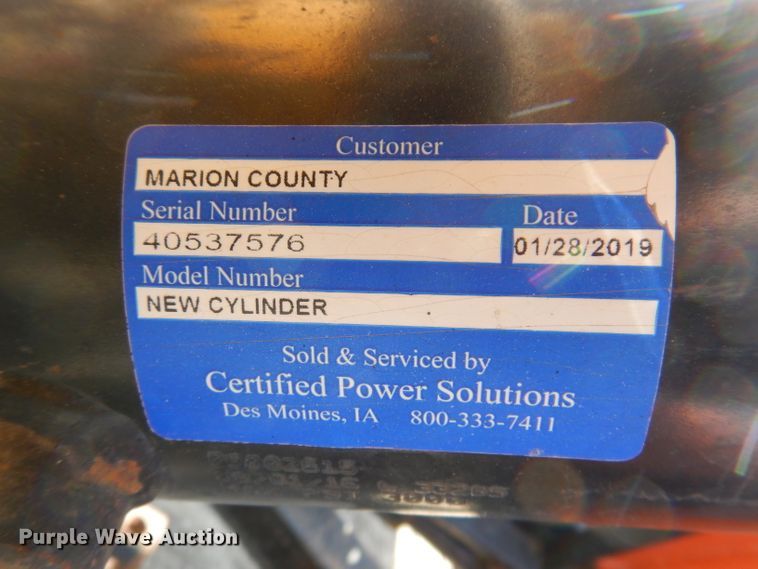 Customer
MARION COUNTY
Serial Number Date
40537576 01/28/2019
Model Number
NEW CYLINDER
Sold & Serviced by
Certified Power Solutions
Des Moines, IA 800-333-7411
Purple Wave Auction